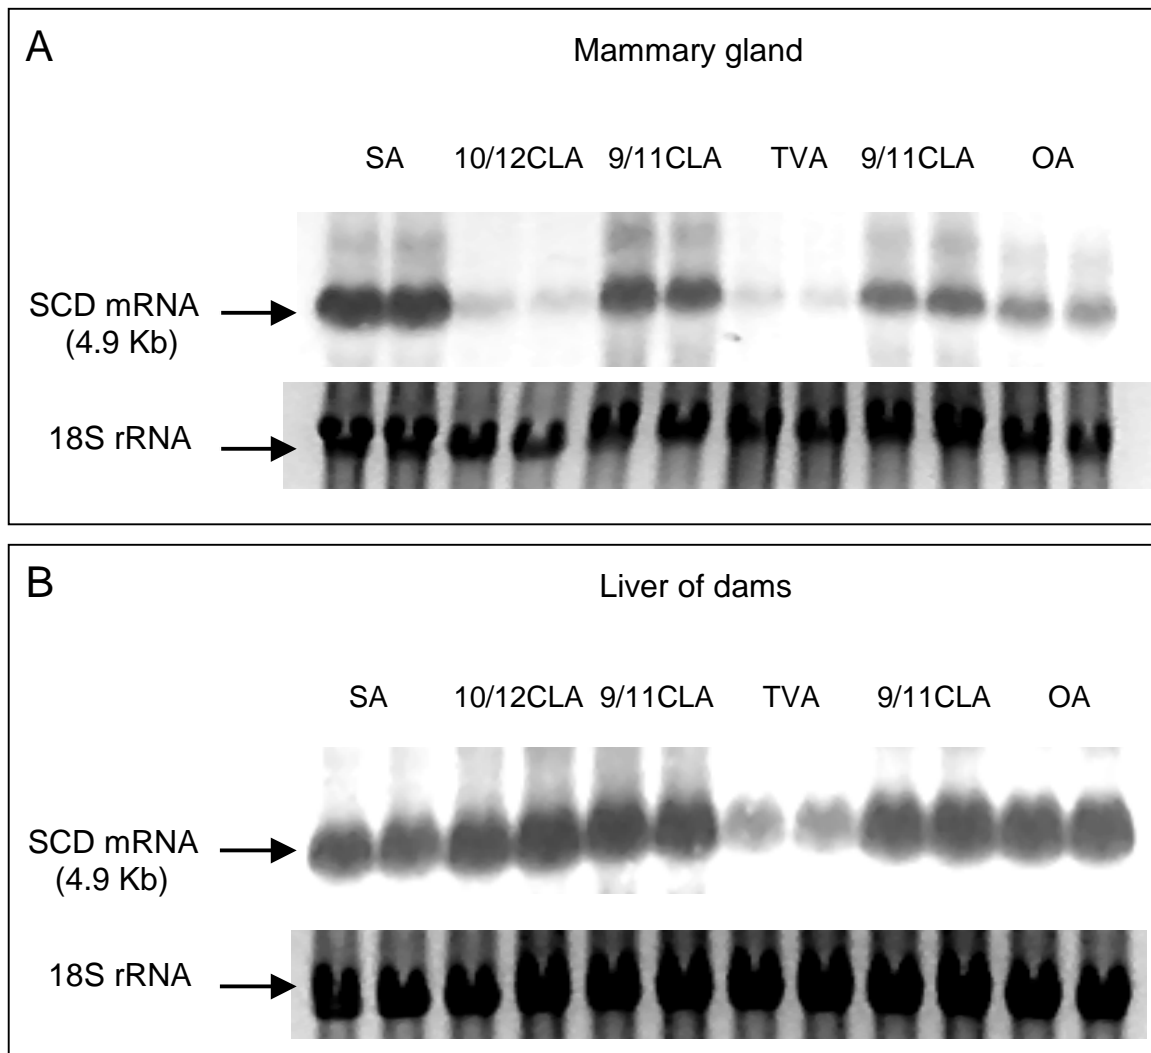 A
Mammary gland
SA 10/12CLA 9/11CLA TVA 9/11CLA OA
SCD mRNA
(4.9 Kb)
18S rRNA
B
Liver of dams
SA 10/12CLA 9/11CLA TVA 9/11CLA OA
SCD mRNA
(4.9 Kb)
18S rRNA